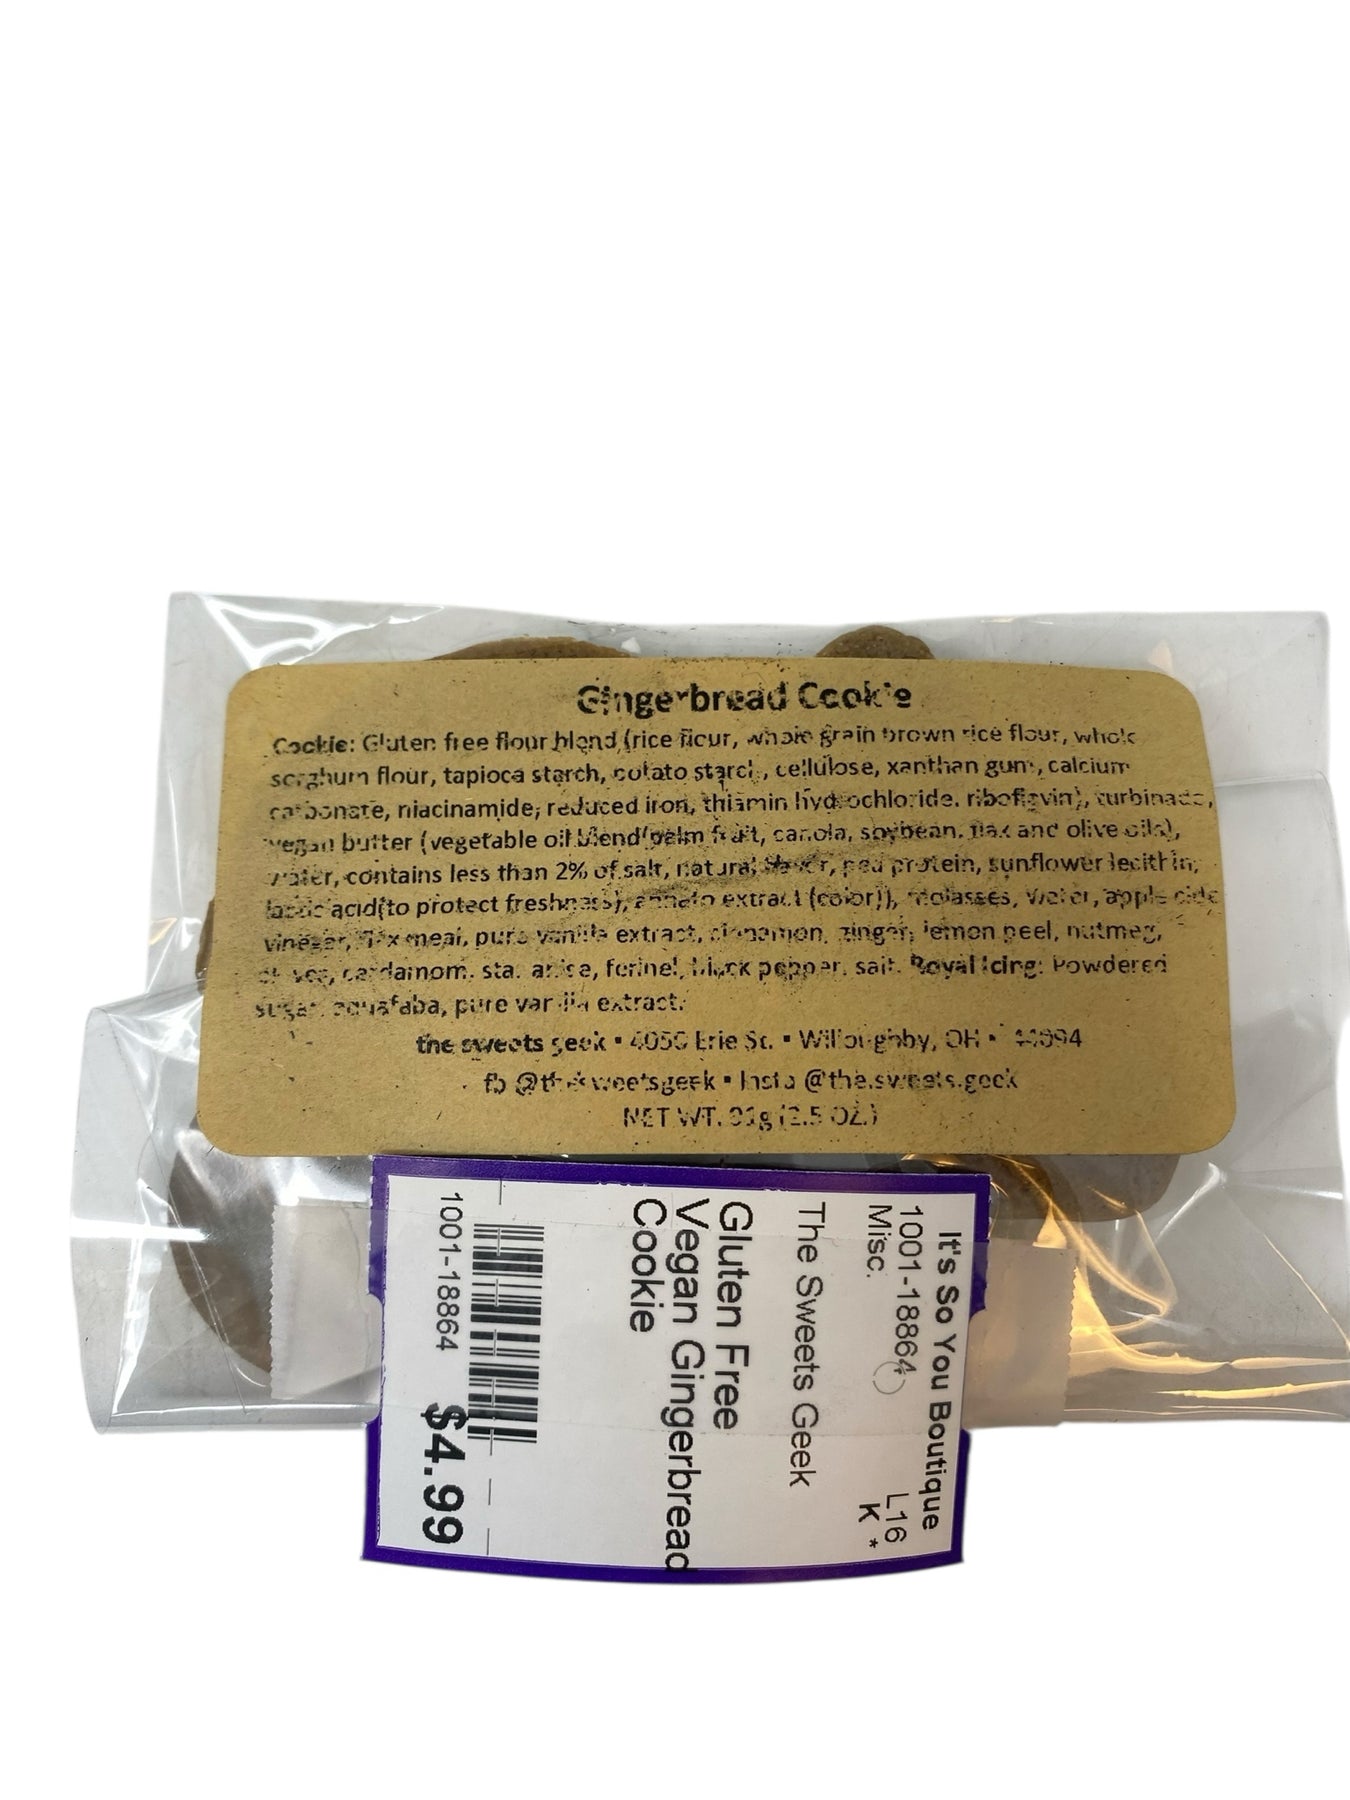 Gingerbread Cookie
Cookie: Gluten free flour blend (rice flour, whole grain brown rice flour, whole
sorghum flour, tapioca starch, potato starch, cellulose, xanthan gum, calcium
carbonate, niacinamide, reduced iron, thiamin hydrochloride, riboflavin), turbinado,
vegan butter (vegetable oil blend(palm fruit, canola, soybean, flax and olive oils),
water, contains less than 2% of salt, natural flavor, pea protein, sunflower lecithin,
lactic acid(to protect freshness), annato extract (color)), molasses, water, apple cide
vinegar, flax meal, pure vanilla extract, cinnamon, ginger, lemon peel, nutmeg,
cloves, cardamom, star anise, fennel, black pepper, salt. Royal Icing: Powdered
sugar, aquafaba, pure vanilla extract.
the sweets geek ▪ 4050 Erie St. ▪ Willoughby, OH ▪ 44094
fb @thesweetsgeek ▪ Insta @the.sweets.geek
NET WT. (2.5 OZ.)
It's So You Boutique
1001-18864 L16
Misc. K *
The Sweets Geek
Gluten Free
Vegan Gingerbread
Cookie
1001-18864 $4.99